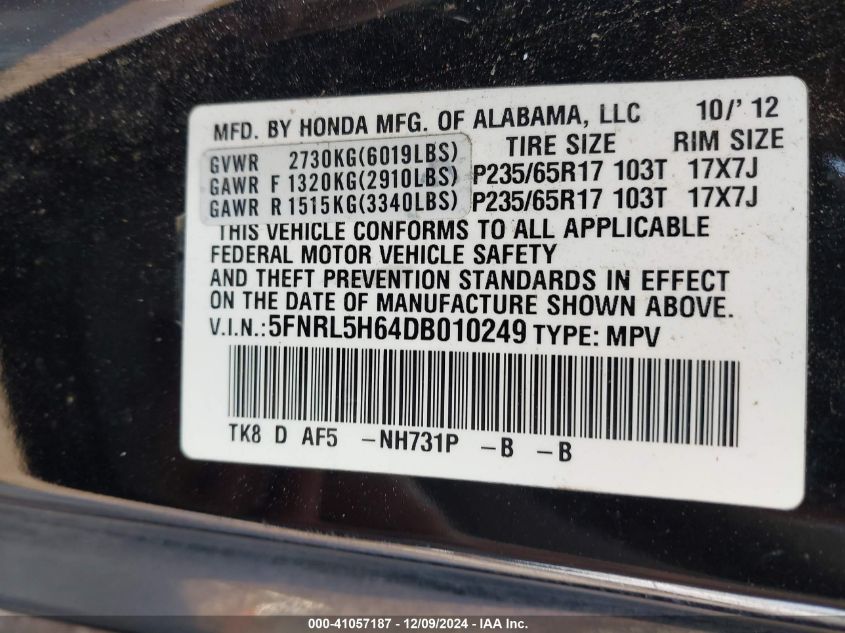 MFD. BY HONDA MFG. OF ALABAMA, LLC 10/' 12
TIRE SIZE RIM SIZE
GVWR 2730KG(6019LBS)
GAWR F 1320KG(2910LBS) P235/65R17 103T 17X7J
GAWR R 1515KG(3340LBS) P235/65R17 103T 17X7J
THIS VEHICLE CONFORMS TO ALL APPLICABLE
FEDERAL MOTOR VEHICLE SAFETY
AND THEFT PREVENTION STANDARDS IN EFFECT
ON THE DATE OF MANUFACTURE SHOWN ABOVE.
V.I.N.:5FNRL5H64DB010249 TYPE: MPV
TK8 D AF5 -NH731P -B -B
000-41057187 - 12/09/2024 - IAA Inc.